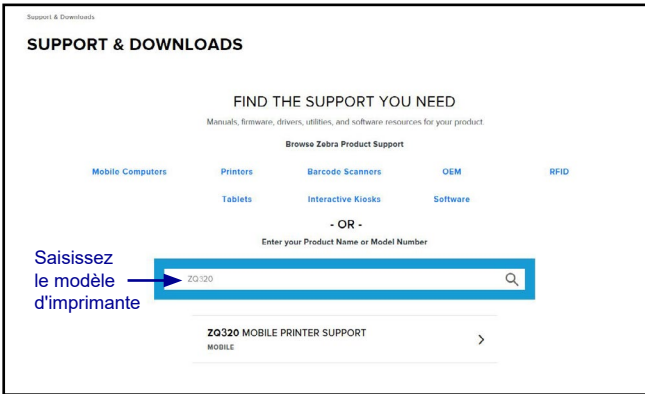 Support & Downloads
SUPPORT & DOWNLOADS
FIND THE SUPPORT YOU NEED
Manuals, firmware, drivers, utilities, and software resources for your product.
Browse Zebra Product Support
Mobile Computers Printers Barcode Scanners OEM RFID
Tablets Interactive Kiosks Software
- OR -
Enter your Product Name or Model Number
Saisissez
le modèle
d'imprimante
ZQ320
ZQ320 MOBILE PRINTER SUPPORT
MOBILE